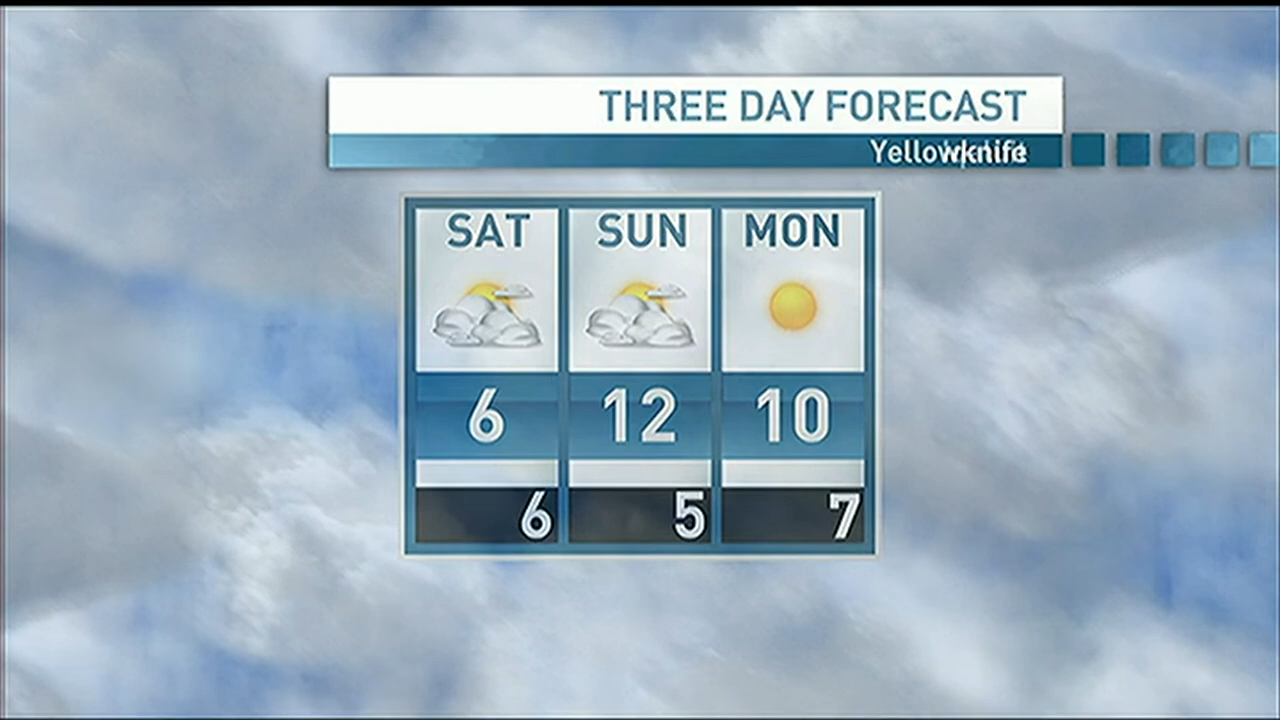 THREE DAY FORECAST
Yellowknife
SAT SUN MON
6 12 10
6 5 7